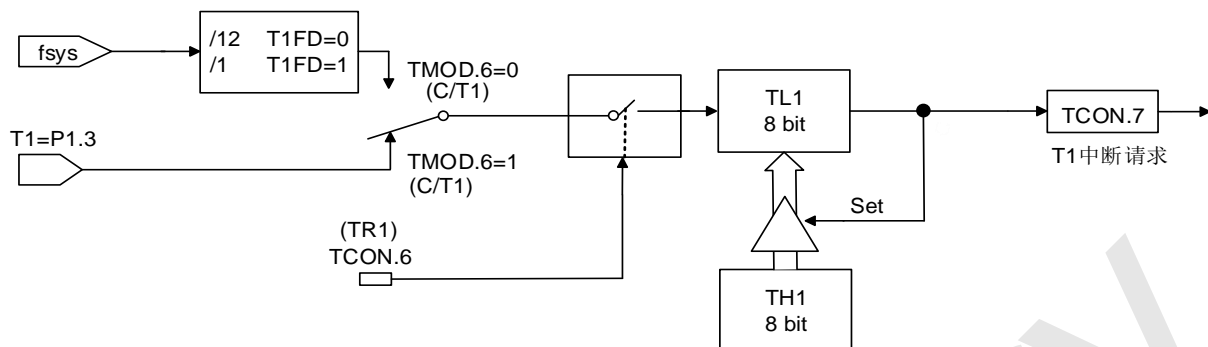 fsys
/12 T1FD=0
/1 T1FD=1
TMOD.6=0
(C/T1)
T1=P1.3
TMOD.6=1
(C/T1)
(TR1)
TCON.6
TL1
8 bit
TCON.7
T1中断请求
Set
TH1
8 bit